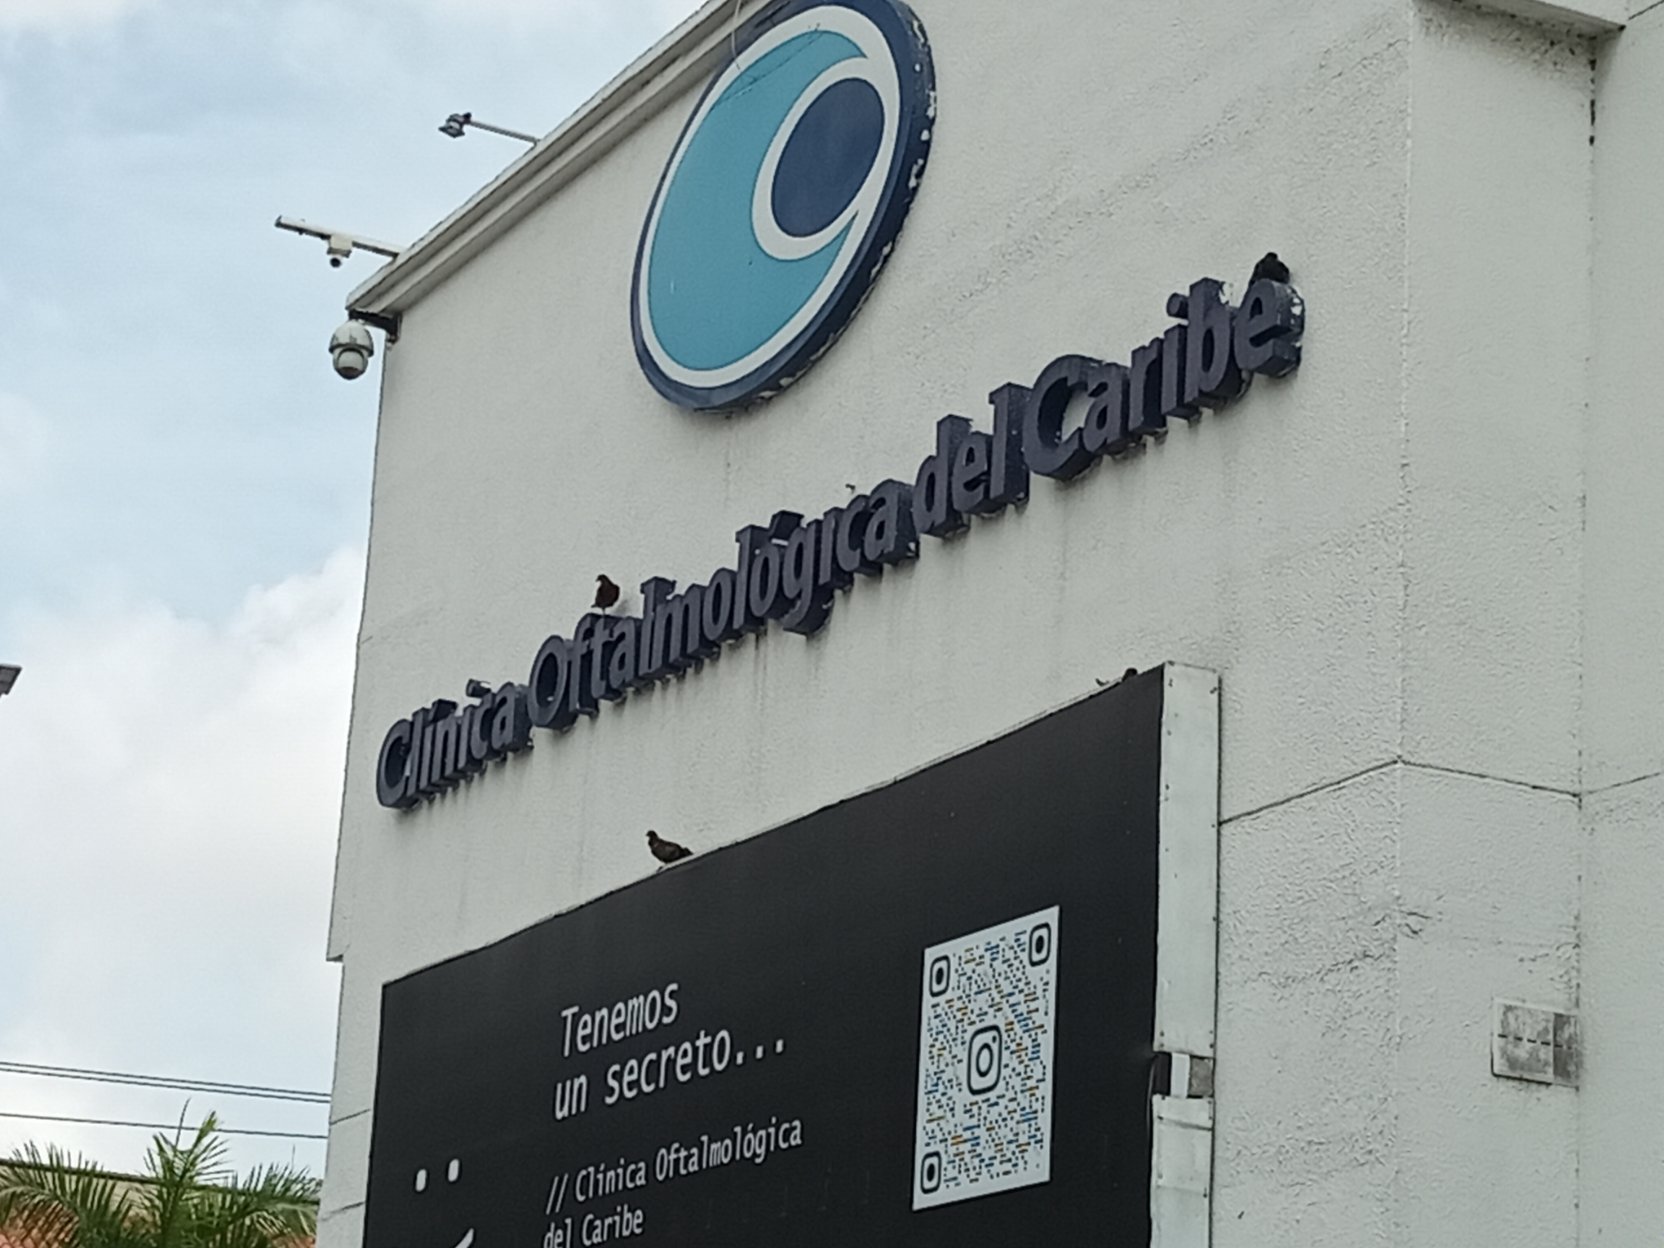 Clínica Oftalmológica del Caribe
Tenemos
un secreto...
// Clínica Oftalmológica
del Caribe